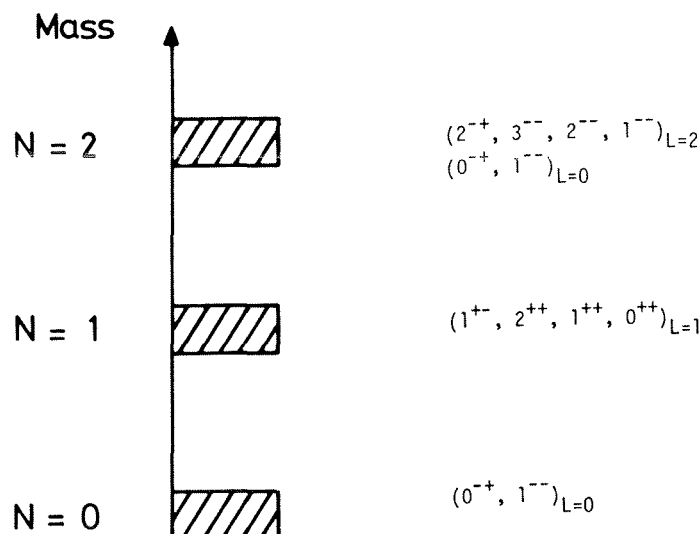 Mass
N = 2
(2⁻⁺, 3⁻⁻, 2⁻⁻, 1⁻⁻)L=2
(0⁻⁺, 1⁻⁻)L=0
N = 1
(1⁺⁻, 2⁺⁺, 1⁺⁺, 0⁺⁺)L=1
N = 0
(0⁻⁺, 1⁻⁻)L=0